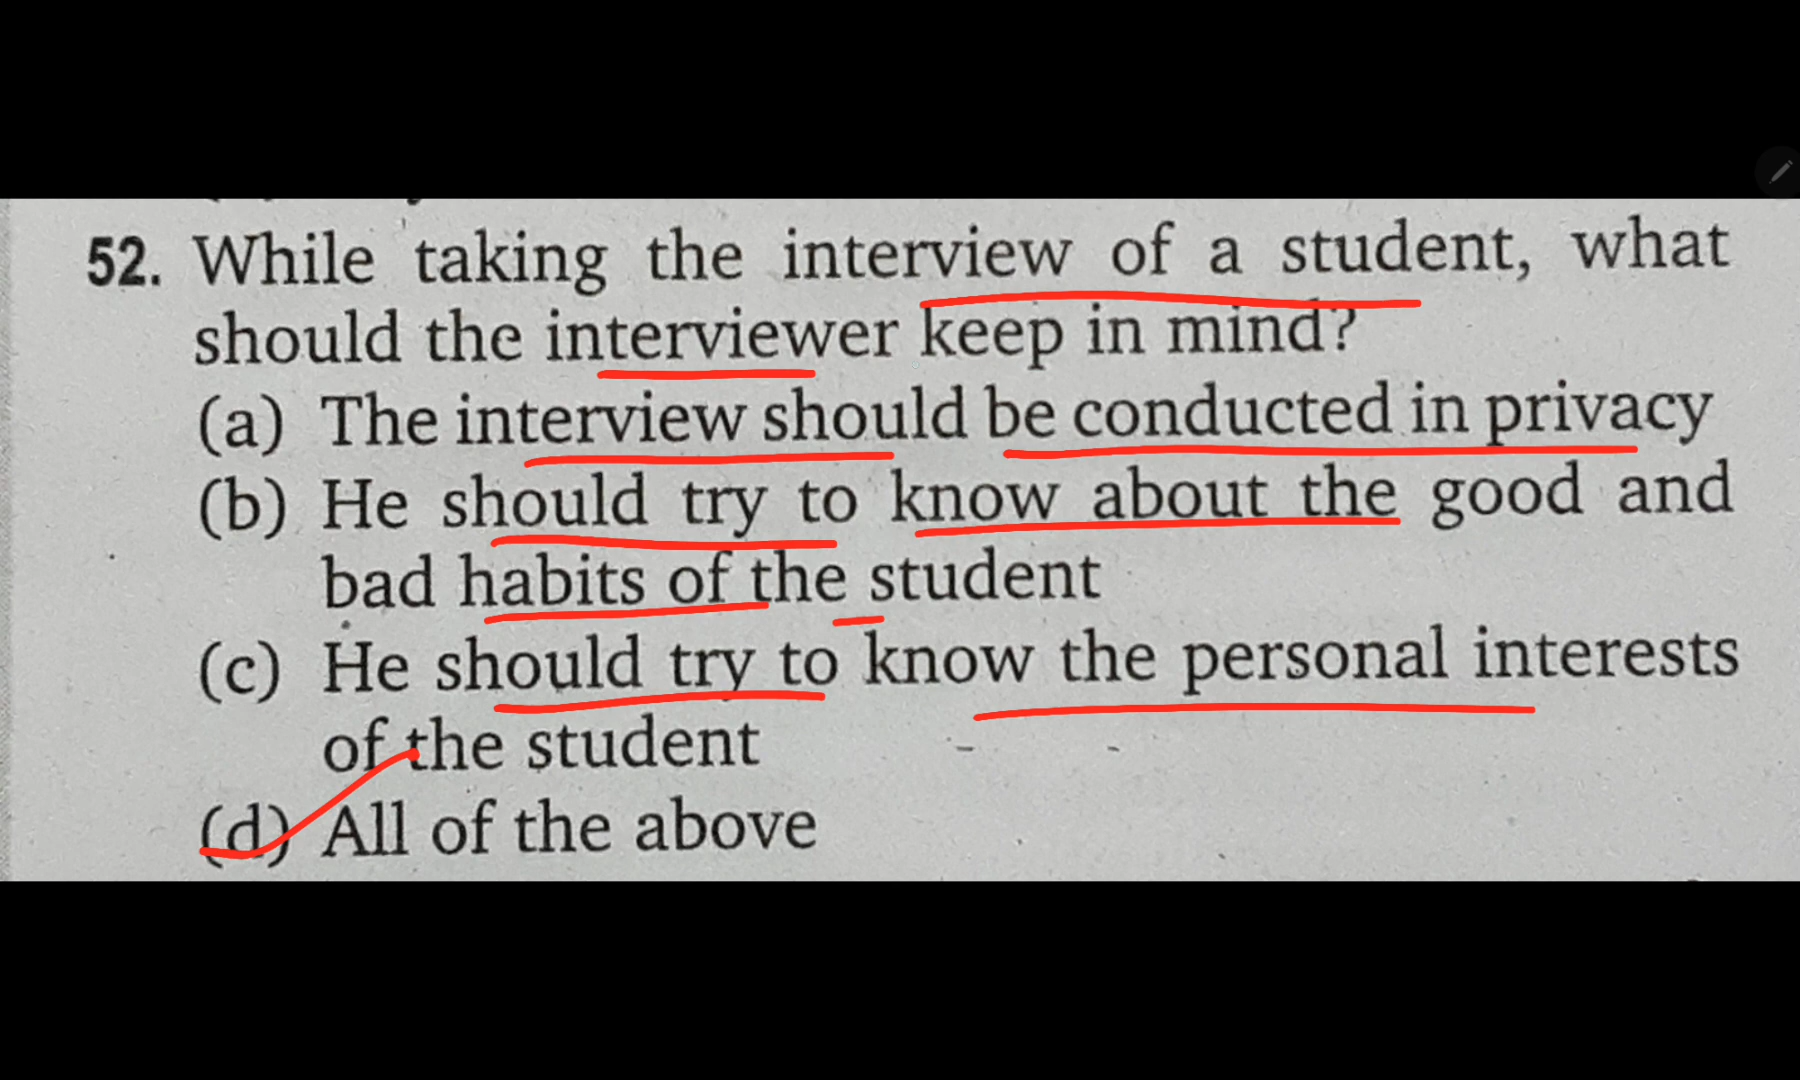 52. While taking the interview of a student, what
should the interviewer keep in mind?
(a) The interview should be conducted in privacy
(b) He should try to know about the good and
bad habits of the student
(c) He should try to know the personal interests
of the student
(d) All of the above